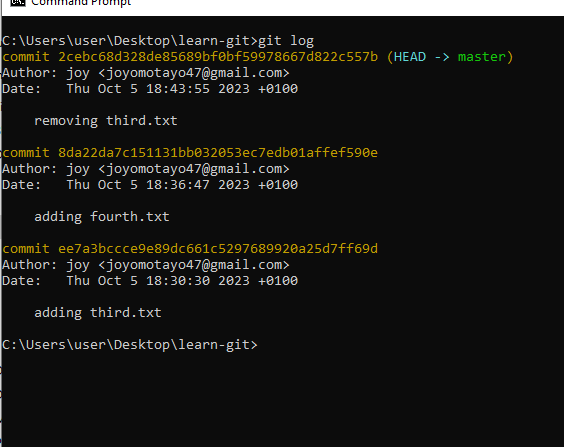 Command Prompt
C:\Users\user\Desktop\learn-git>git log
commit 2cebc68d328de85689bf0bf59978667d822c557b (HEAD -> master)
Author: joy <joyomotayo47@gmail.com>
Date:   Thu Oct 5 18:43:55 2023 +0100
    removing third.txt
commit 8da22da7c151131bb032053ec7edb01affef590e
Author: joy <joyomotayo47@gmail.com>
Date:   Thu Oct 5 18:36:47 2023 +0100
    adding fourth.txt
commit ee7a3bccce9e89dc661c5297689920a25d7ff69d
Author: joy <joyomotayo47@gmail.com>
Date:   Thu Oct 5 18:30:30 2023 +0100
    adding third.txt
C:\Users\user\Desktop\learn-git>